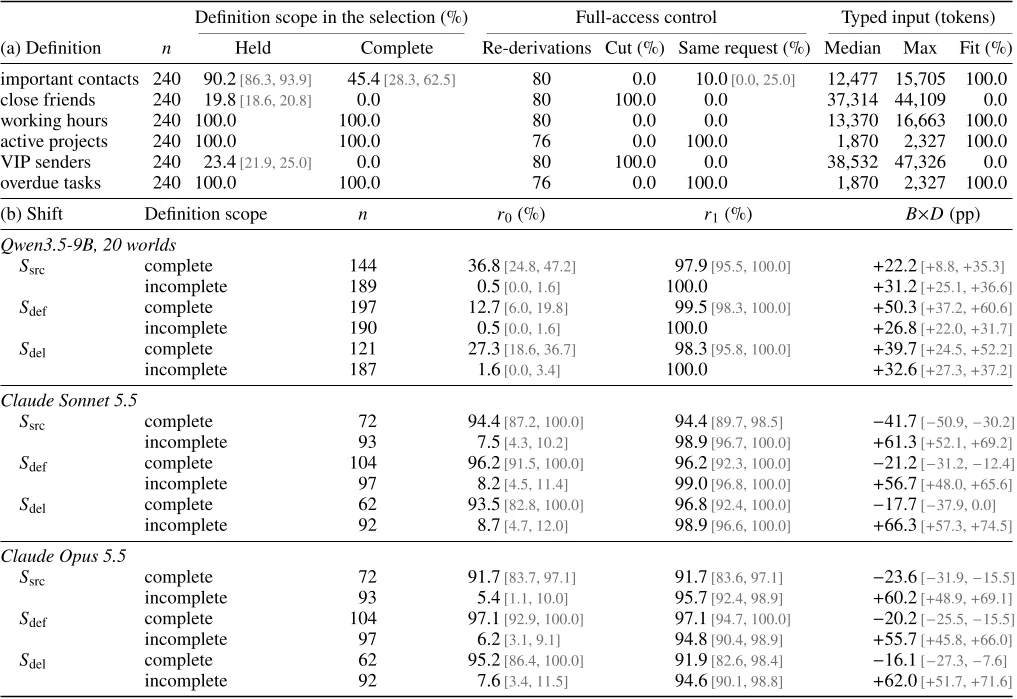 Definition scope in the selection (%) Full-access control Typed input (tokens)
(a) Definition n Held Complete Re-derivations Cut (%) Same request (%) Median Max Fit (%)
important contacts 240 90.2 [86.3, 93.9] 45.4 [28.3, 62.5] 80 0.0 10.0 [0.0, 25.0] 12,477 15,705 100.0
close friends 240 19.8 [18.6, 20.8] 0.0 80 100.0 0.0 37,314 44,109 0.0
working hours 240 100.0 100.0 80 0.0 0.0 13,370 16,663 100.0
active projects 240 100.0 100.0 76 0.0 100.0 1,870 2,327 100.0
VIP senders 240 23.4 [21.9, 25.0] 0.0 80 100.0 0.0 38,532 47,326 0.0
overdue tasks 240 100.0 100.0 76 0.0 100.0 1,870 2,327 100.0
(b) Shift Definition scope n r0 (%) r1 (%) B×D (pp)
Qwen3.5-9B, 20 worlds
Ssrc complete 144 36.8 [24.8, 47.2] 97.9 [95.5, 100.0] +22.2 [+8.8, +35.3]
incomplete 189 0.5 [0.0, 1.6] 100.0 +31.2 [+25.1, +36.6]
Sdef complete 197 12.7 [6.0, 19.8] 99.5 [98.3, 100.0] +50.3 [+37.2, +60.6]
incomplete 190 0.5 [0.0, 1.6] 100.0 +26.8 [+22.0, +31.7]
Sdel complete 121 27.3 [18.6, 36.7] 98.3 [95.8, 100.0] +39.7 [+24.5, +52.2]
incomplete 187 1.6 [0.0, 3.4] 100.0 +32.6 [+27.3, +37.2]
Claude Sonnet 5.5
Ssrc complete 72 94.4 [87.2, 100.0] 94.4 [89.7, 98.5] −41.7 [−50.9, −30.2]
incomplete 93 7.5 [4.3, 10.2] 98.9 [96.7, 100.0] +61.3 [+52.1, +69.2]
Sdef complete 104 96.2 [91.5, 100.0] 96.2 [92.3, 100.0] −21.2 [−31.2, −12.4]
incomplete 97 8.2 [4.5, 11.4] 99.0 [96.8, 100.0] +56.7 [+48.0, +65.6]
Sdel complete 62 93.5 [82.8, 100.0] 96.8 [92.4, 100.0] −17.7 [−37.9, 0.0]
incomplete 92 8.7 [4.7, 12.0] 98.9 [96.6, 100.0] +66.3 [+57.3, +74.5]
Claude Opus 5.5
Ssrc complete 72 91.7 [83.7, 97.1] 91.7 [83.6, 97.1] −23.6 [−31.9, −15.5]
incomplete 93 5.4 [1.1, 10.0] 95.7 [92.4, 98.9] +60.2 [+48.9, +69.1]
Sdef complete 104 97.1 [92.9, 100.0] 97.1 [94.7, 100.0] −20.2 [−25.5, −15.5]
incomplete 97 6.2 [3.1, 9.1] 94.8 [90.4, 98.9] +55.7 [+45.8, +66.0]
Sdel complete 62 95.2 [86.4, 100.0] 91.9 [82.6, 98.4] −16.1 [−27.3, −7.6]
incomplete 92 7.6 [3.4, 11.5] 94.6 [90.1, 98.8] +62.0 [+51.7, +71.6]